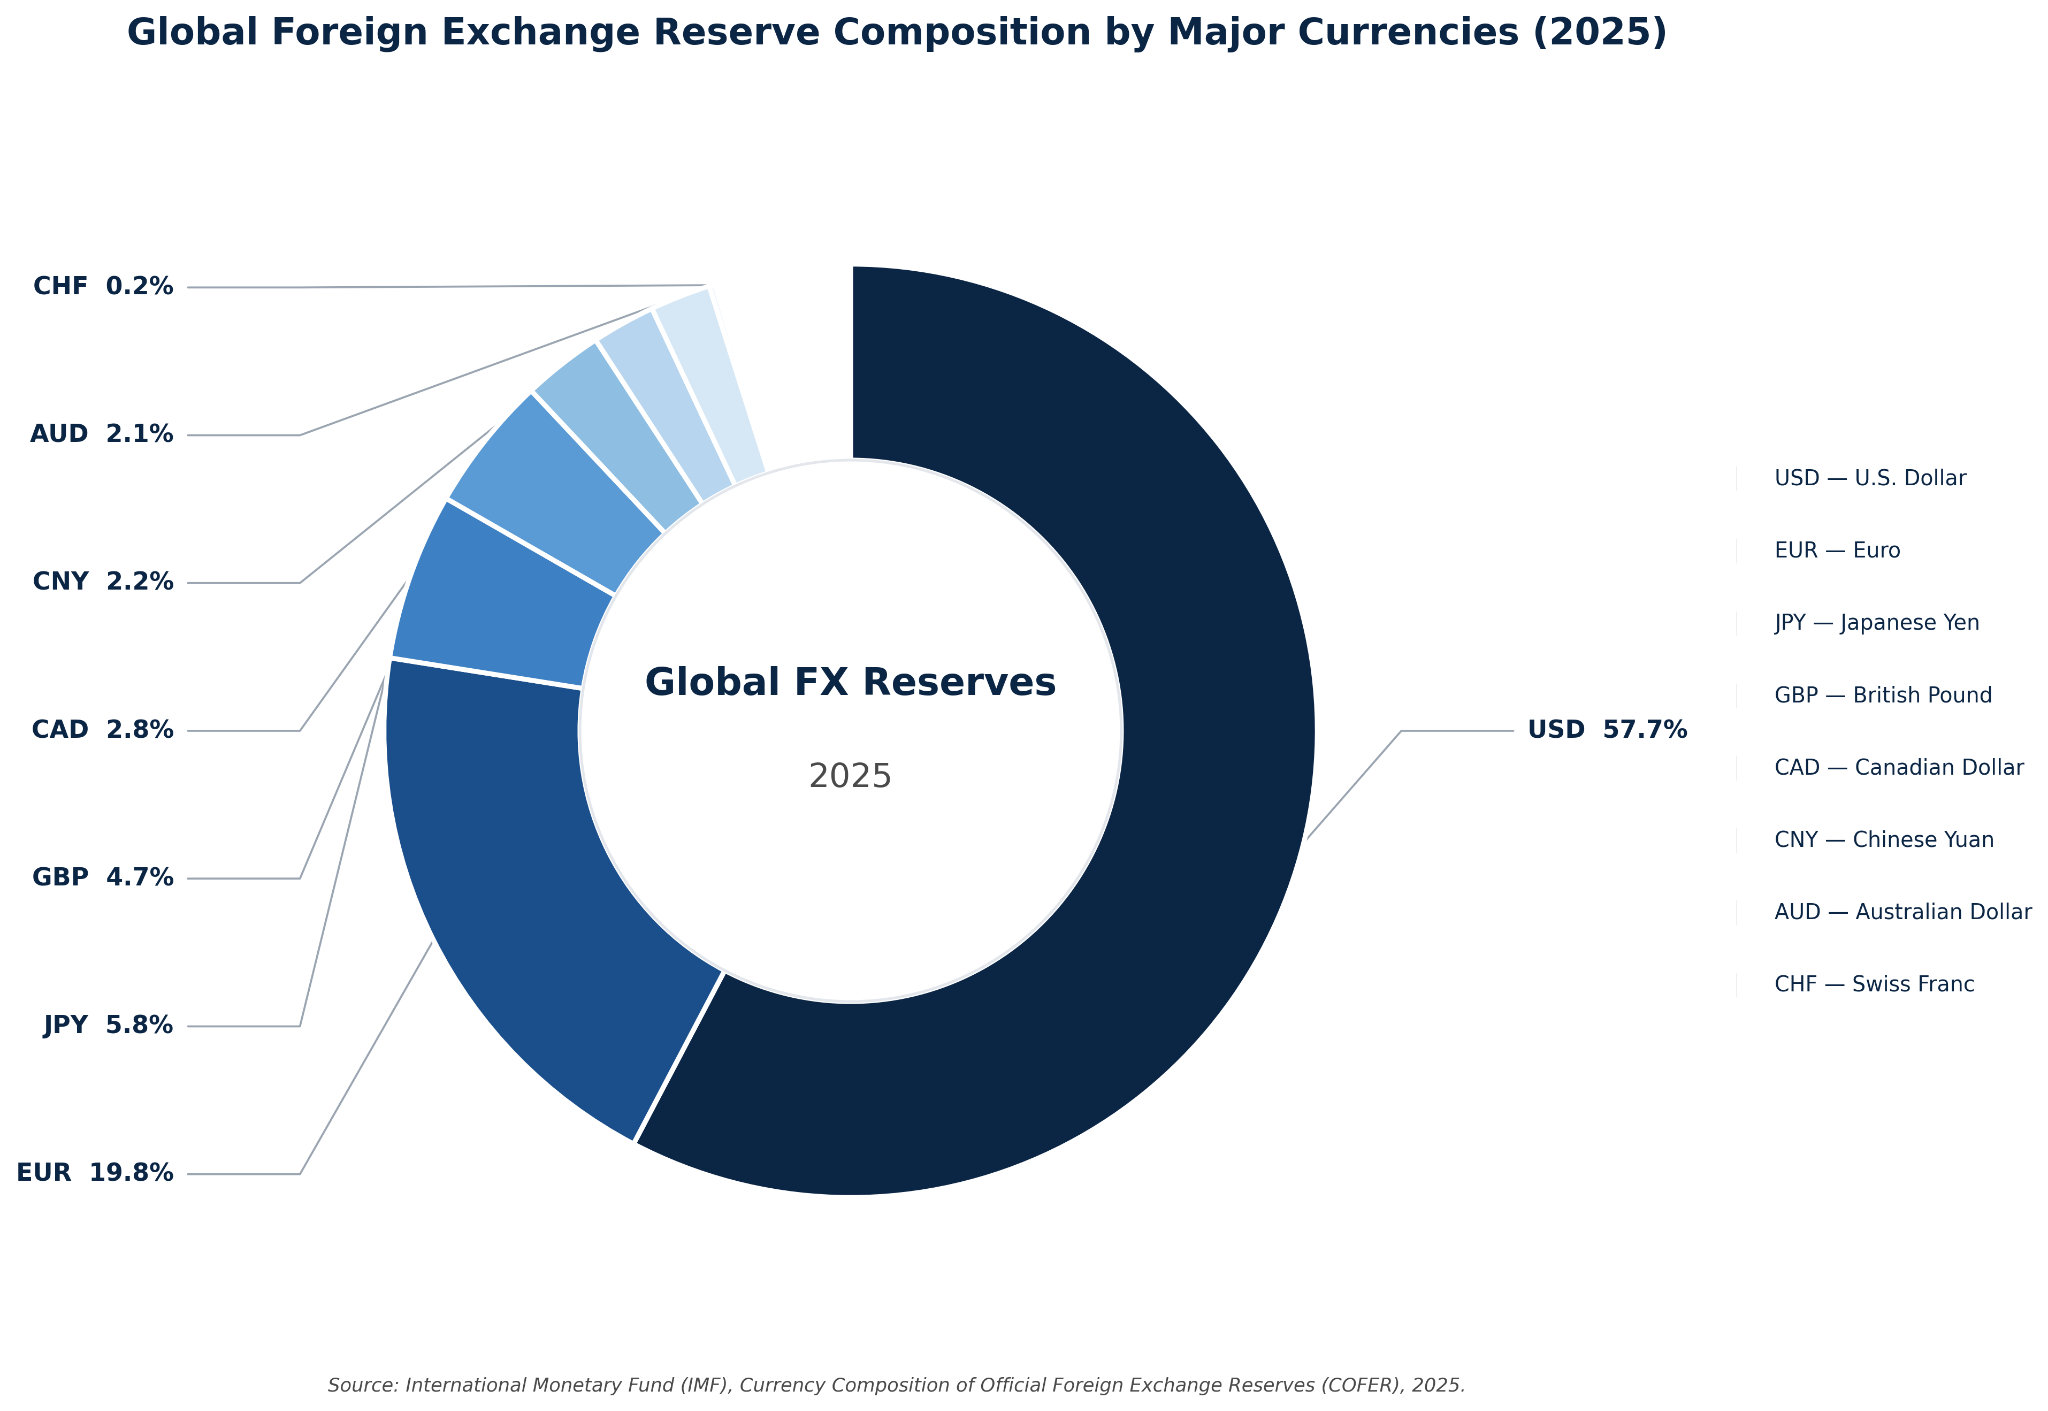 Global Foreign Exchange Reserve Composition by Major Currencies (2025)
CHF 0.2%
AUD 2.1%
CNY 2.2%
CAD 2.8%
GBP 4.7%
JPY 5.8%
EUR 19.8%
Global FX Reserves
2025
USD 57.7%
USD — U.S. Dollar
EUR — Euro
JPY — Japanese Yen
GBP — British Pound
CAD — Canadian Dollar
CNY — Chinese Yuan
AUD — Australian Dollar
CHF — Swiss Franc
Source: International Monetary Fund (IMF), Currency Composition of Official Foreign Exchange Reserves (COFER), 2025.